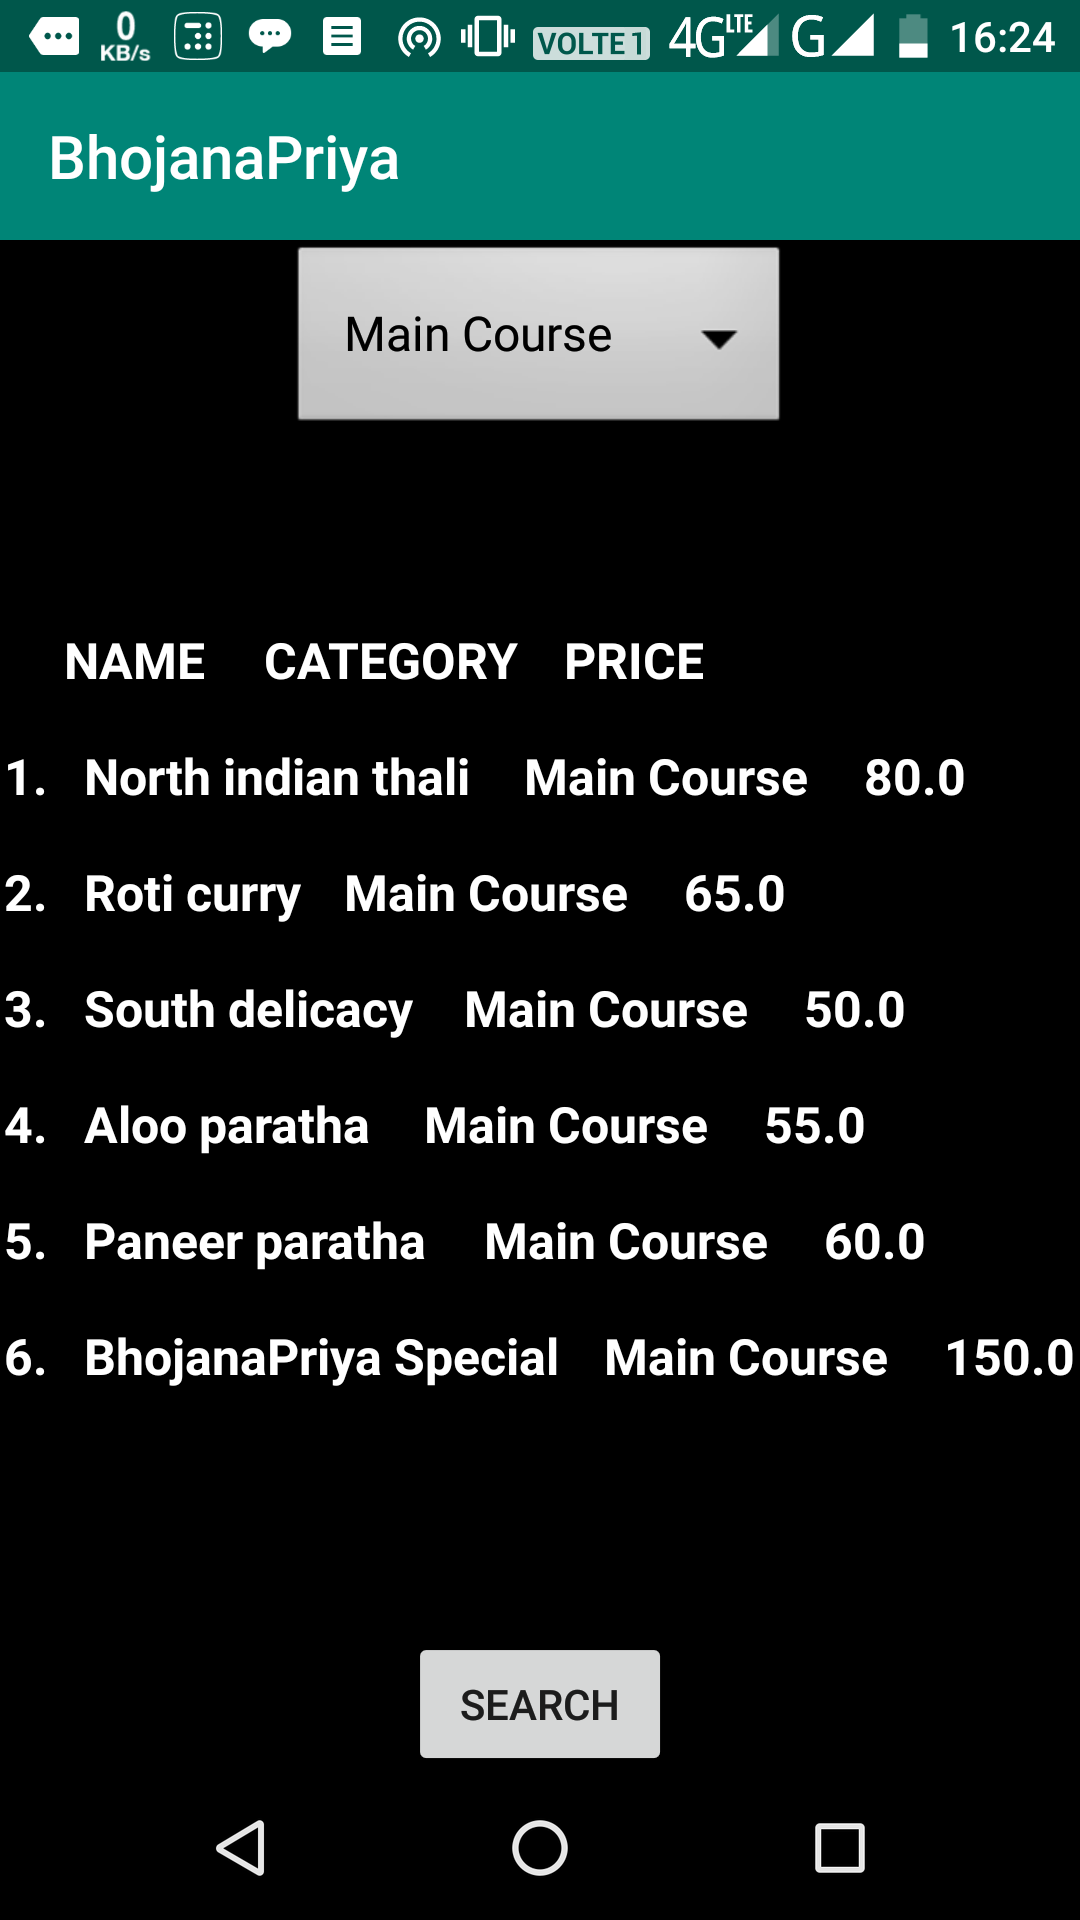 0 KB/s VOLTE 1 4G LTE G 16:24
BhojanaPriya
Main Course
NAME CATEGORY PRICE
1. North indian thali Main Course 80.0
2. Roti curry Main Course 65.0
3. South delicacy Main Course 50.0
4. Aloo paratha Main Course 55.0
5. Paneer paratha Main Course 60.0
6. BhojanaPriya Special Main Course 150.0
SEARCH